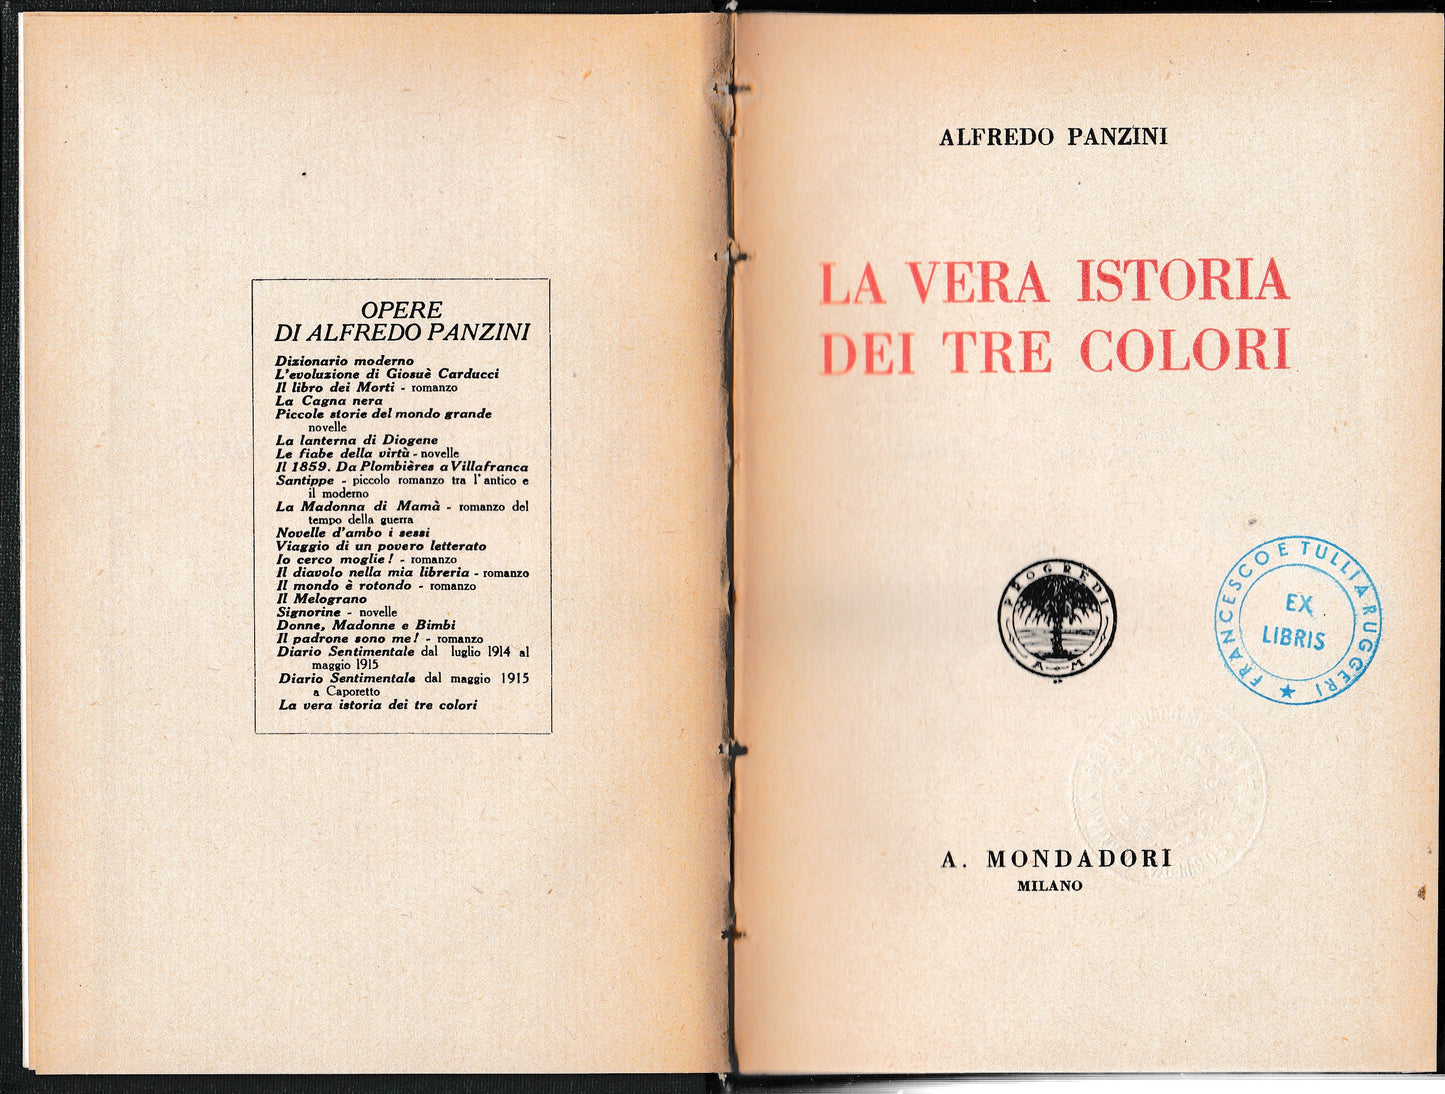 OPERE
DI ALFREDO PANZINI
Dizionario moderno
L'evoluzione di Giosuè Carducci
Il libro dei Morti - romanzo
La Cagna nera
Piccole storie del mondo grande
novelle
La lanterna di Diogene
Le fiabe della virtù - novelle
Il 1859. Da Plombières a Villafranca
Santippe - piccolo romanzo tra l'antico e
il moderno
La Madonna di Mamà - romanzo del
tempo della guerra
Novelle d'ambo i sessi
Viaggio di un povero letterato
Io cerco moglie! - romanzo
Il diavolo nella mia libreria - romanzo
Il mondo è rotondo - romanzo
Il Melograno
Signorine - novelle
Donne, Madonne e Bimbi
Il padrone sono me! - romanzo
Diario Sentimentale dal luglio 1914 al
maggio 1915
Diario Sentimentale dal maggio 1915
a Caporetto
La vera istoria dei tre colori
ALFREDO PANZINI
LA VERA ISTORIA
DEI TRE COLORI
PROGREDI
A M
FRANCESCO E TULLIA RUGGERI
EX
LIBRIS
A. MONDADORI
MILANO